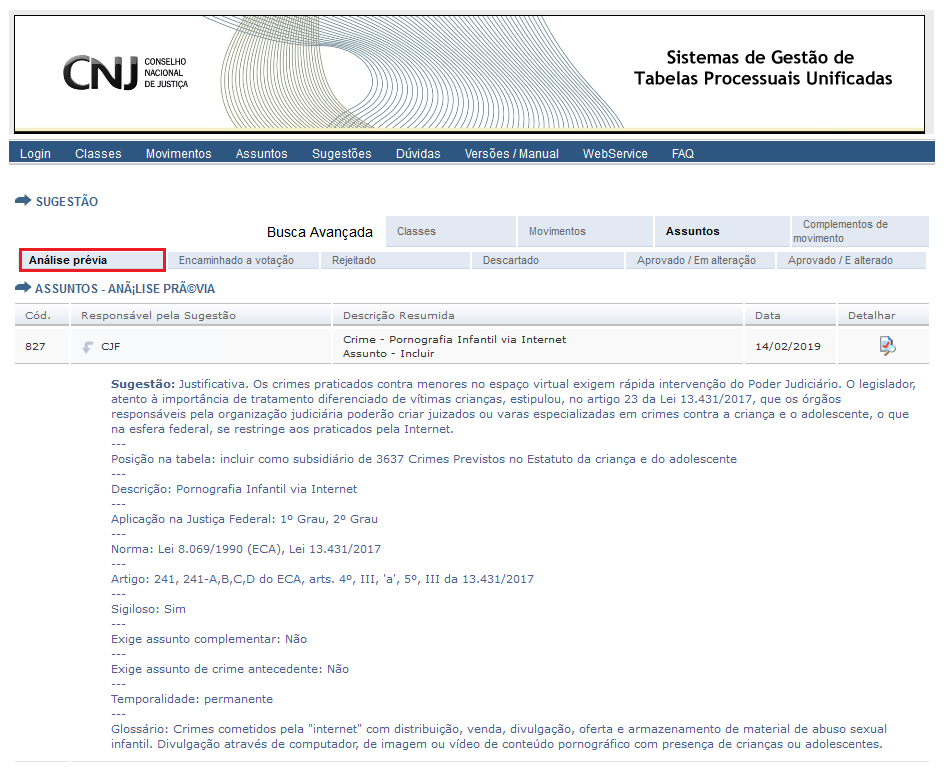 CNJ
CONSELHO
NACIONAL
DE JUSTIÇA
Sistemas de Gestão de
Tabelas Processuais Unificadas
Login Classes Movimentos Assuntos Sugestões Dúvidas Versões / Manual WebService FAQ
SUGESTÃO
Busca Avançada Classes Movimentos Assuntos Complementos de
movimento
Análise prévia Encaminhado a votação Rejeitado Descartado Aprovado / Em alteração Aprovado / E alterado
ASSUNTOS - ANÃ¡LISE PRÃ©VIA
Cód. Responsável pela Sugestão Descrição Resumida Data Detalhar
827 CJF Crime - Pornografia Infantil via Internet 14/02/2019
Assunto - Incluir
Sugestão: Justificativa. Os crimes praticados contra menores no espaço virtual exigem rápida intervenção do Poder Judiciário. O legislador,
atento à importância de tratamento diferenciado de vítimas crianças, estipulou, no artigo 23 da Lei 13.431/2017, que os órgãos
responsáveis pela organização judiciária poderão criar juizados ou varas especializadas em crimes contra a criança e o adolescente, o que
na esfera federal, se restringe aos praticados pela Internet.
---
Posição na tabela: incluir como subsidiário de 3637 Crimes Previstos no Estatuto da criança e do adolescente
---
Descrição: Pornografia Infantil via Internet
---
Aplicação na Justiça Federal: 1º Grau, 2º Grau
---
Norma: Lei 8.069/1990 (ECA), Lei 13.431/2017
---
Artigo: 241, 241-A,B,C,D do ECA, arts. 4º, III, 'a', 5º, III da 13.431/2017
---
Sigiloso: Sim
---
Exige assunto complementar: Não
---
Exige assunto de crime antecedente: Não
---
Temporalidade: permanente
---
Glossário: Crimes cometidos pela "internet" com distribuição, venda, divulgação, oferta e armazenamento de material de abuso sexual
infantil. Divulgação através de computador, de imagem ou vídeo de conteúdo pornográfico com presença de crianças ou adolescentes.